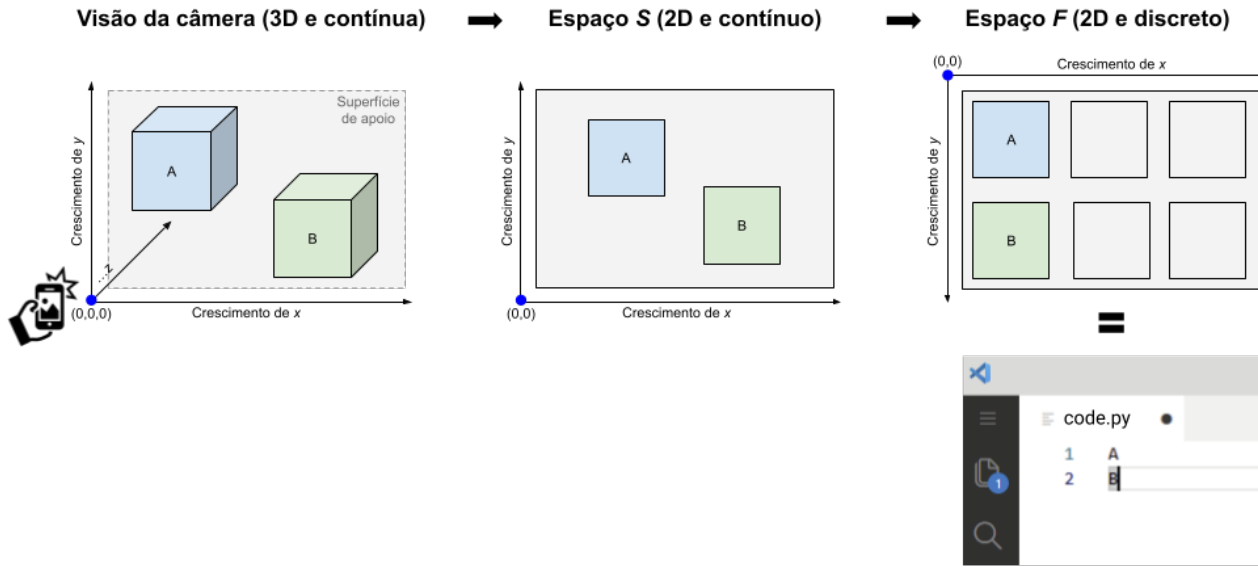 Visão da câmera (3D e contínua)
Superfície
de apoio
Crescimento de y
A
B
...z
(0,0,0)
Crescimento de x
Espaço S (2D e contínuo)
Crescimento de y
A
B
(0,0)
Crescimento de x
Espaço F (2D e discreto)
(0,0)
Crescimento de x
Crescimento de y
A
B
code.py
1 A
2 B
1